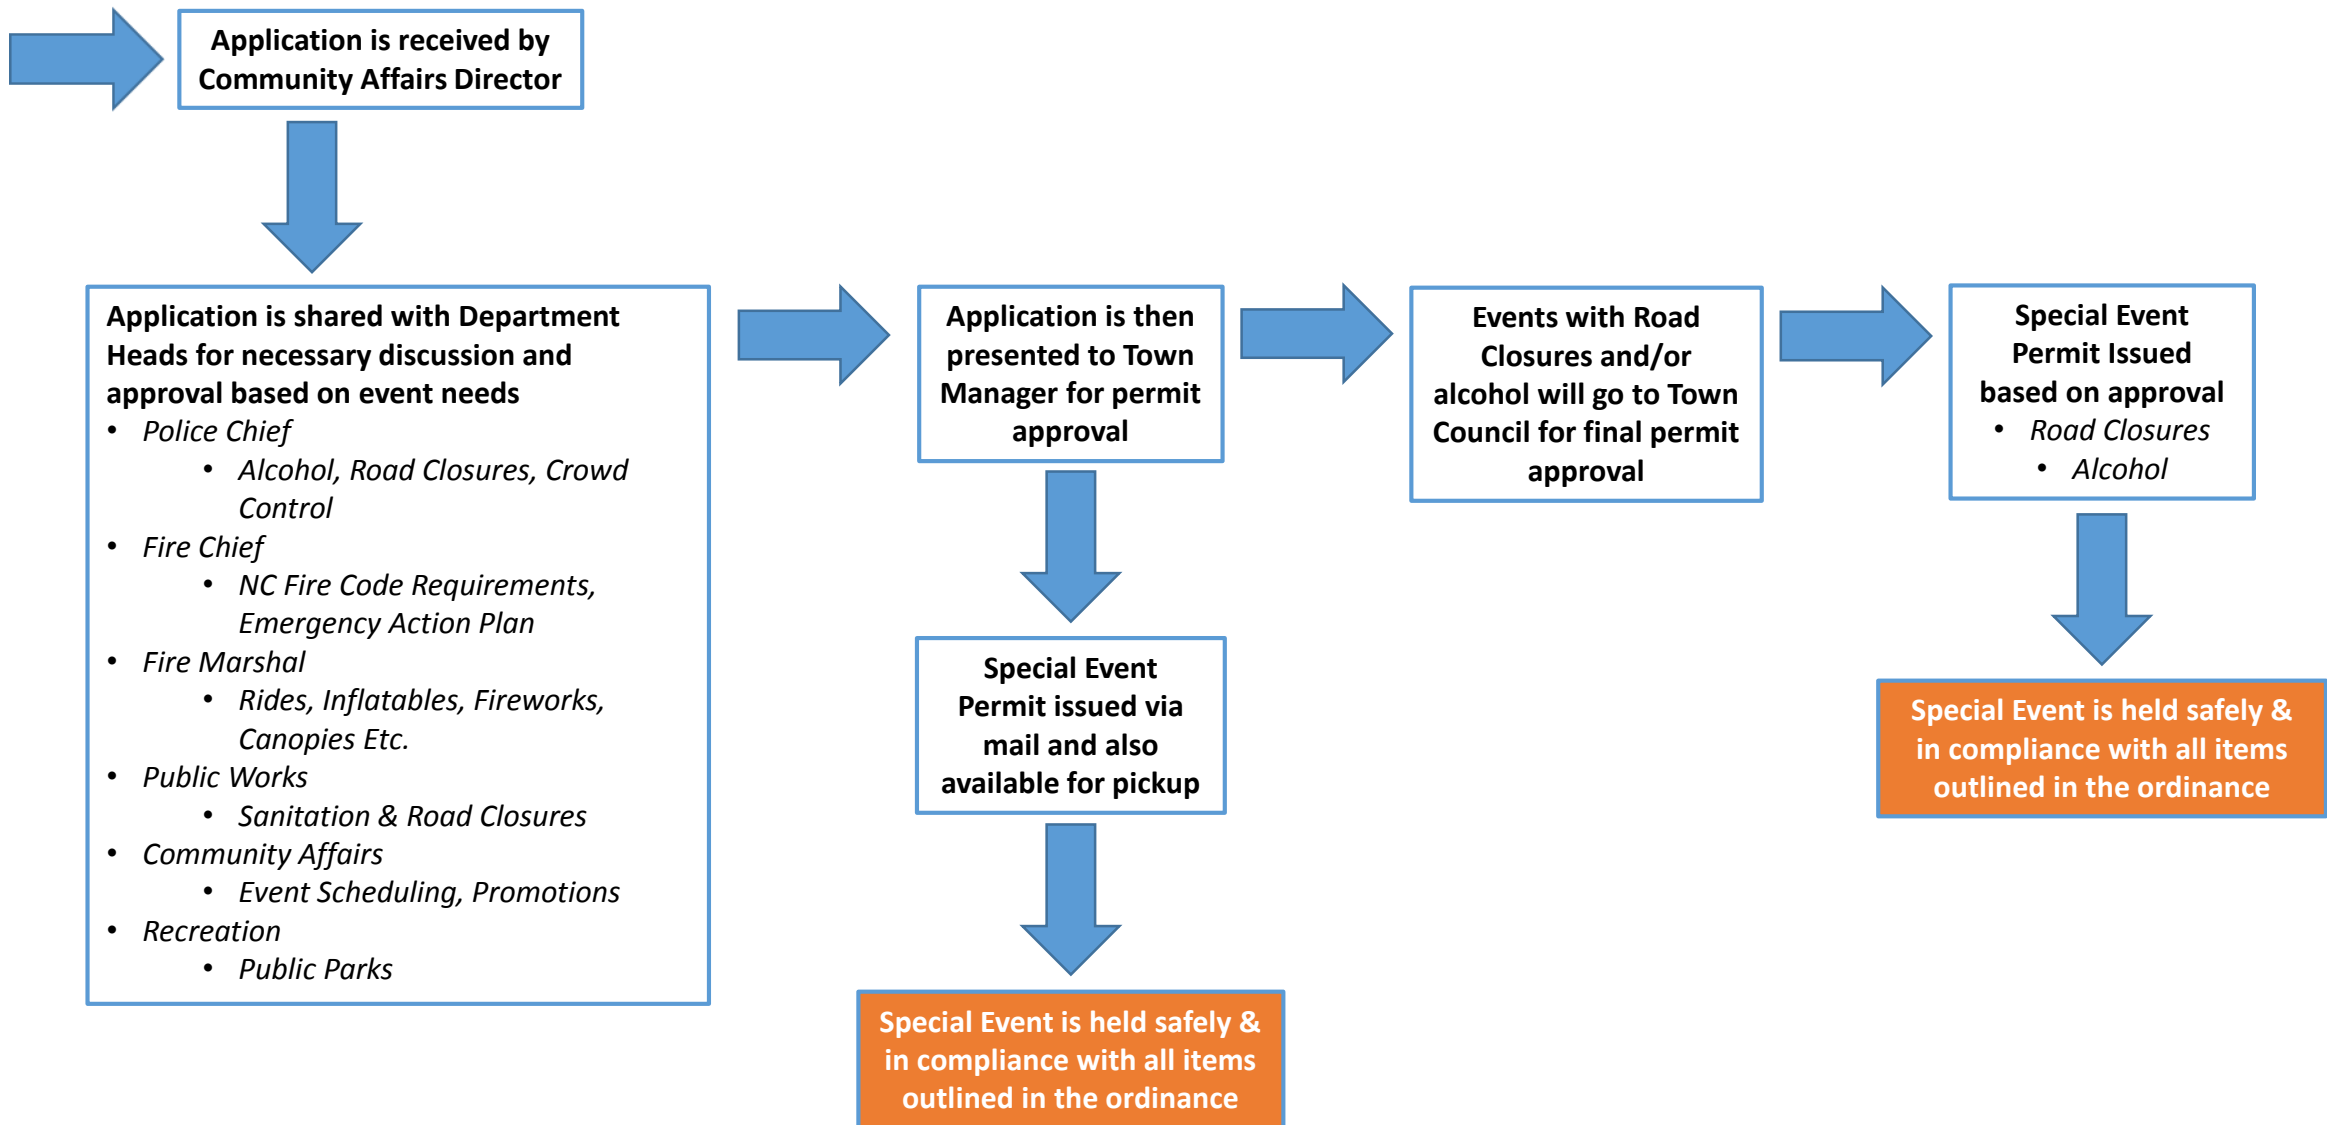 Application is received by
Community Affairs Director
Application is shared with Department
Heads for necessary discussion and
approval based on event needs
• Police Chief
• Alcohol, Road Closures, Crowd
Control
• Fire Chief
• NC Fire Code Requirements,
Emergency Action Plan
• Fire Marshal
• Rides, Inflatables, Fireworks,
Canopies Etc.
• Public Works
• Sanitation & Road Closures
• Community Affairs
• Event Scheduling, Promotions
• Recreation
• Public Parks
Application is then
presented to Town
Manager for permit
approval
Special Event
Permit issued via
mail and also
available for pickup
Special Event is held safely &
in compliance with all items
outlined in the ordinance
Events with Road
Closures and/or
alcohol will go to Town
Council for final permit
approval
Special Event
Permit Issued
based on approval
• Road Closures
• Alcohol
Special Event is held safely &
in compliance with all items
outlined in the ordinance